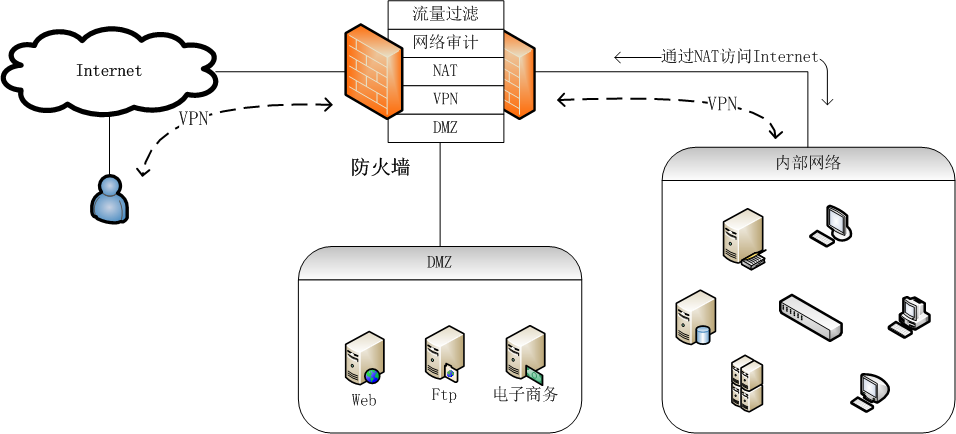 流量过滤
网络审计
NAT
VPN
DMZ
防火墙
Internet
VPN
通过NAT访问Internet
VPN
内部网络
DMZ
Web
Ftp
电子商务